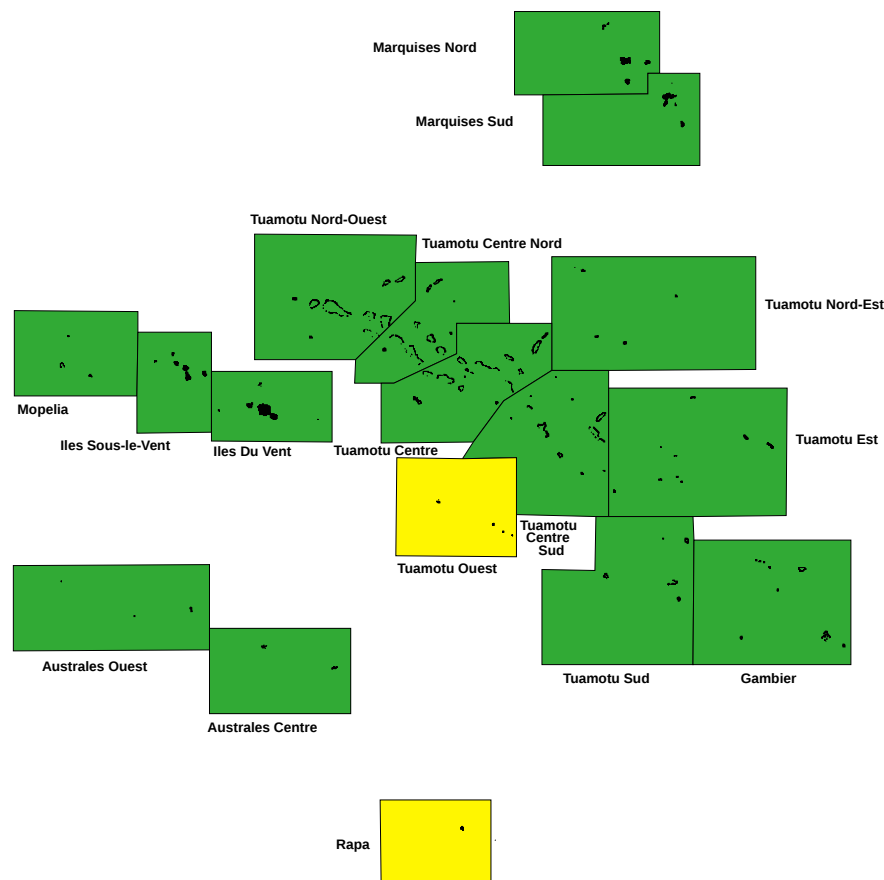 Marquises Nord
Marquises Sud
Tuamotu Nord-Ouest
Tuamotu Centre Nord
Tuamotu Nord-Est
Mopelia
Iles Sous-le-Vent
Iles Du Vent
Tuamotu Centre
Tuamotu Est
Tuamotu
Centre
Sud
Tuamotu Ouest
Australes Ouest
Tuamotu Sud
Gambier
Australes Centre
Rapa